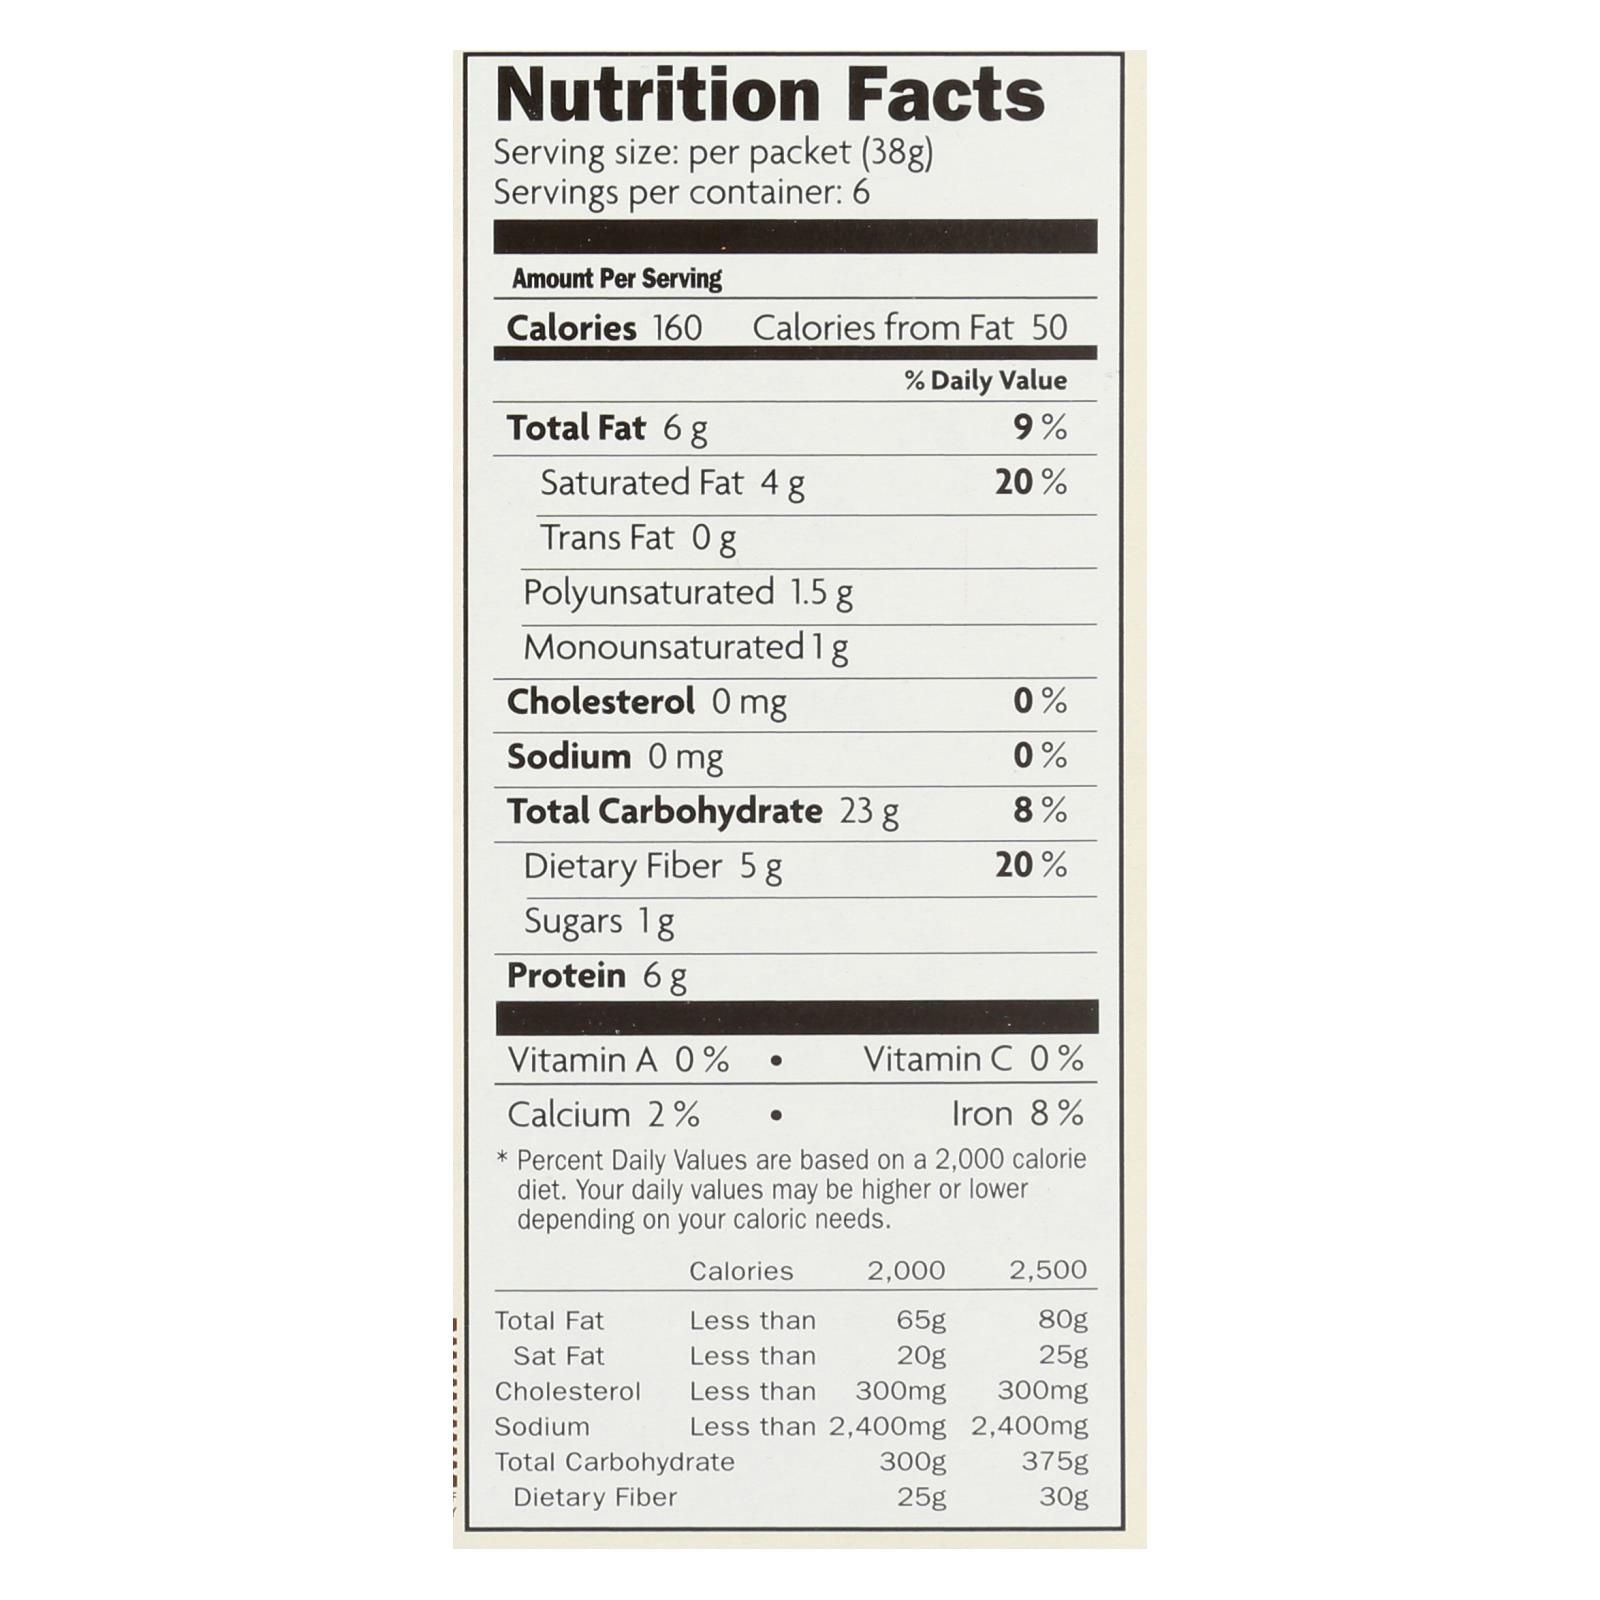 Nutrition Facts
Serving size: per packet (38g)
Servings per container: 6
Amount Per Serving
Calories 160 Calories from Fat 50
% Daily Value
Total Fat 6 g 9 %
Saturated Fat 4 g 20 %
Trans Fat 0 g
Polyunsaturated 1.5 g
Monounsaturated 1 g
Cholesterol 0 mg 0 %
Sodium 0 mg 0 %
Total Carbohydrate 23 g 8 %
Dietary Fiber 5 g 20 %
Sugars 1 g
Protein 6 g
Vitamin A 0 % • Vitamin C 0 %
Calcium 2 % • Iron 8 %
* Percent Daily Values are based on a 2,000 calorie
diet. Your daily values may be higher or lower
depending on your caloric needs.
Calories 2,000 2,500
Total Fat Less than 65g 80g
Sat Fat Less than 20g 25g
Cholesterol Less than 300mg 300mg
Sodium Less than 2,400mg 2,400mg
Total Carbohydrate 300g 375g
Dietary Fiber 25g 30g